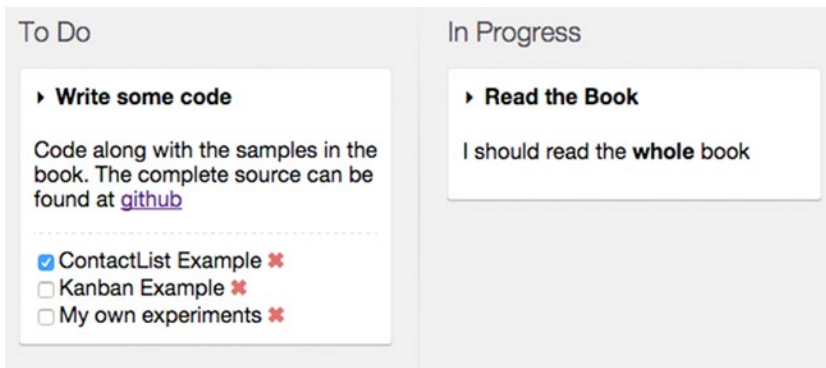 To Do
Write some code
Code along with the samples in the
book. The complete source can be
found at github
ContactList Example ✖
Kanban Example ✖
My own experiments ✖
In Progress
Read the Book
I should read the whole book